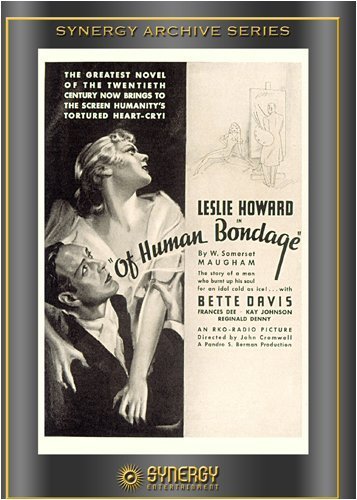 SYNERGY ARCHIVE SERIES
THE GREATEST NOVEL
OF THE TWENTIETH
CENTURY NOW BRINGS TO
THE SCREEN HUMANITY'S
TORTURED HEART-CRY!
LESLIE HOWARD
IN
"Of Human Bondage"
By W. Somerset
MAUGHAM
The story of a man
who burnt up his soul
for an idol cold as ice!...with
BETTE DAVIS
FRANCES DEE · KAY JOHNSON
REGINALD DENNY
AN RKO-RADIO PICTURE
Directed by John Cromwell
A Pandro S. Berman Production
SYNERGY
ENTERTAINMENT